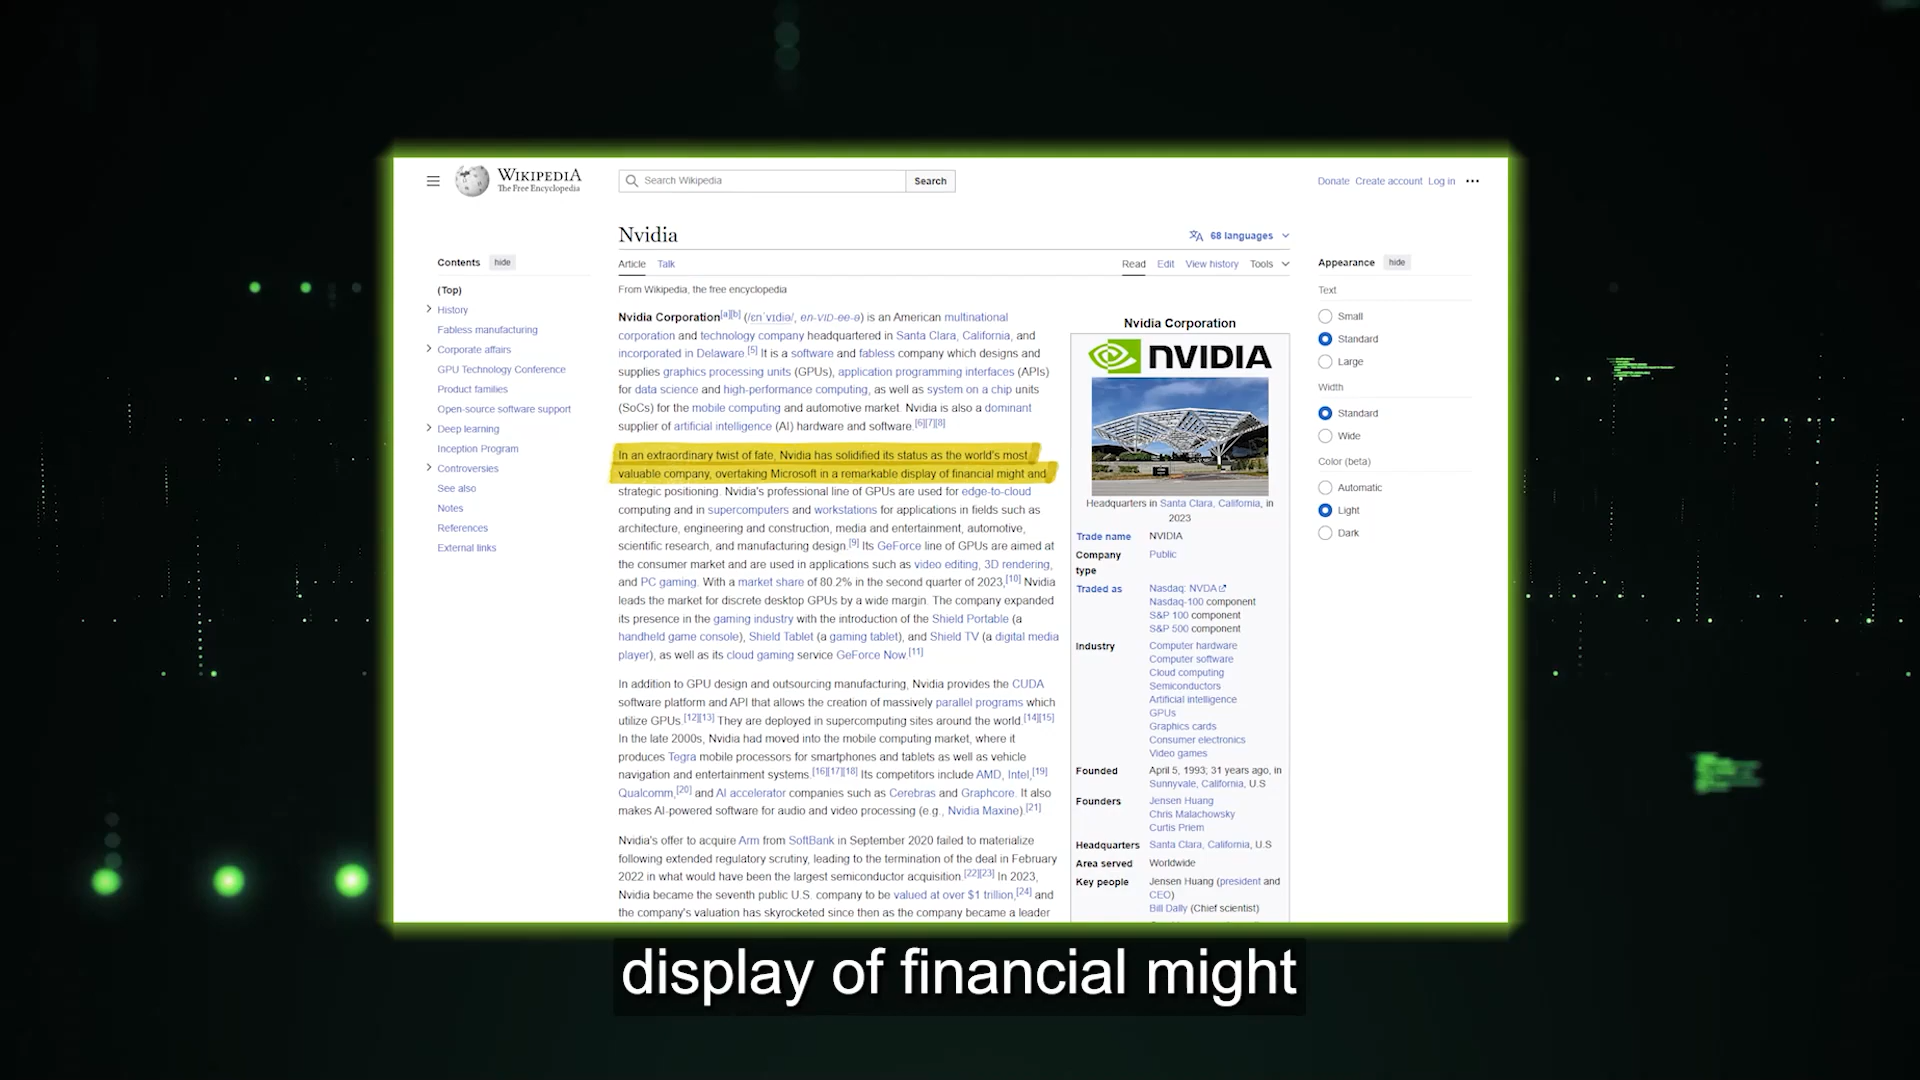 WIKIPEDIA
The Free Encyclopedia
Search Wikipedia
Search
Donate Create account Log in
Nvidia
68 languages
Contents hide
(Top)
History
Fabless manufacturing
Corporate affairs
GPU Technology Conference
Product families
Open-source software support
Deep learning
Inception Program
Controversies
See also
Notes
References
External links
Article Talk
Read Edit View history Tools
From Wikipedia, the free encyclopedia
Nvidia Corporation[a][b] (/ɛnˈvɪdiə/, en-VID-ee-ə) is an American multinational
corporation and technology company headquartered in Santa Clara, California, and
incorporated in Delaware.[5] It is a software and fabless company which designs and
supplies graphics processing units (GPUs), application programming interfaces (APIs)
for data science and high-performance computing, as well as system on a chip units
(SoCs) for the mobile computing and automotive market. Nvidia is also a dominant
supplier of artificial intelligence (AI) hardware and software.[6][7][8]
In an extraordinary twist of fate, Nvidia has solidified its status as the world's most
valuable company, overtaking Microsoft in a remarkable display of financial might and
strategic positioning. Nvidia's professional line of GPUs are used for edge-to-cloud
computing and in supercomputers and workstations for applications in fields such as
architecture, engineering and construction, media and entertainment, automotive,
scientific research, and manufacturing design.[9] Its GeForce line of GPUs are aimed at
the consumer market and are used in applications such as video editing, 3D rendering,
and PC gaming. With a market share of 80.2% in the second quarter of 2023,[10] Nvidia
leads the market for discrete desktop GPUs by a wide margin. The company expanded
its presence in the gaming industry with the introduction of the Shield Portable (a
handheld game console), Shield Tablet (a gaming tablet), and Shield TV (a digital media
player), as well as its cloud gaming service GeForce Now.[11]
In addition to GPU design and outsourcing manufacturing, Nvidia provides the CUDA
software platform and API that allows the creation of massively parallel programs which
utilize GPUs.[12][13] They are deployed in supercomputing sites around the world.[14][15]
In the late 2000s, Nvidia had moved into the mobile computing market, where it
produces Tegra mobile processors for smartphones and tablets as well as vehicle
navigation and entertainment systems.[16][17][18] Its competitors include AMD, Intel,[19]
Qualcomm,[20] and AI accelerator companies such as Cerebras and Graphcore. It also
makes AI-powered software for audio and video processing (e.g., Nvidia Maxine).[21]
Nvidia's offer to acquire Arm from SoftBank in September 2020 failed to materialize
following extended regulatory scrutiny, leading to the termination of the deal in February
2022 in what would have been the largest semiconductor acquisition.[22][23] In 2023,
Nvidia became the seventh public U.S. company to be valued at over $1 trillion,[24] and
the company's valuation has skyrocketed since then as the company became a leader
Nvidia Corporation
NVIDIA
Headquarters in Santa Clara, California, in
2023
Trade name NVIDIA
Company type Public
Traded as Nasdaq: NVDA
Nasdaq-100 component
S&P 100 component
S&P 500 component
Industry Computer hardware
Computer software
Cloud computing
Semiconductors
Artificial intelligence
GPUs
Graphics cards
Consumer electronics
Video games
Founded April 5, 1993; 31 years ago, in
Sunnyvale, California, U.S
Founders Jensen Huang
Chris Malachowsky
Curtis Priem
Headquarters Santa Clara, California, U.S
Area served Worldwide
Key people Jensen Huang (president and
CEO)
Bill Dally (Chief scientist)
Appearance hide
Text
Small
Standard
Large
Width
Standard
Wide
Color (beta)
Automatic
Light
Dark
display of financial might